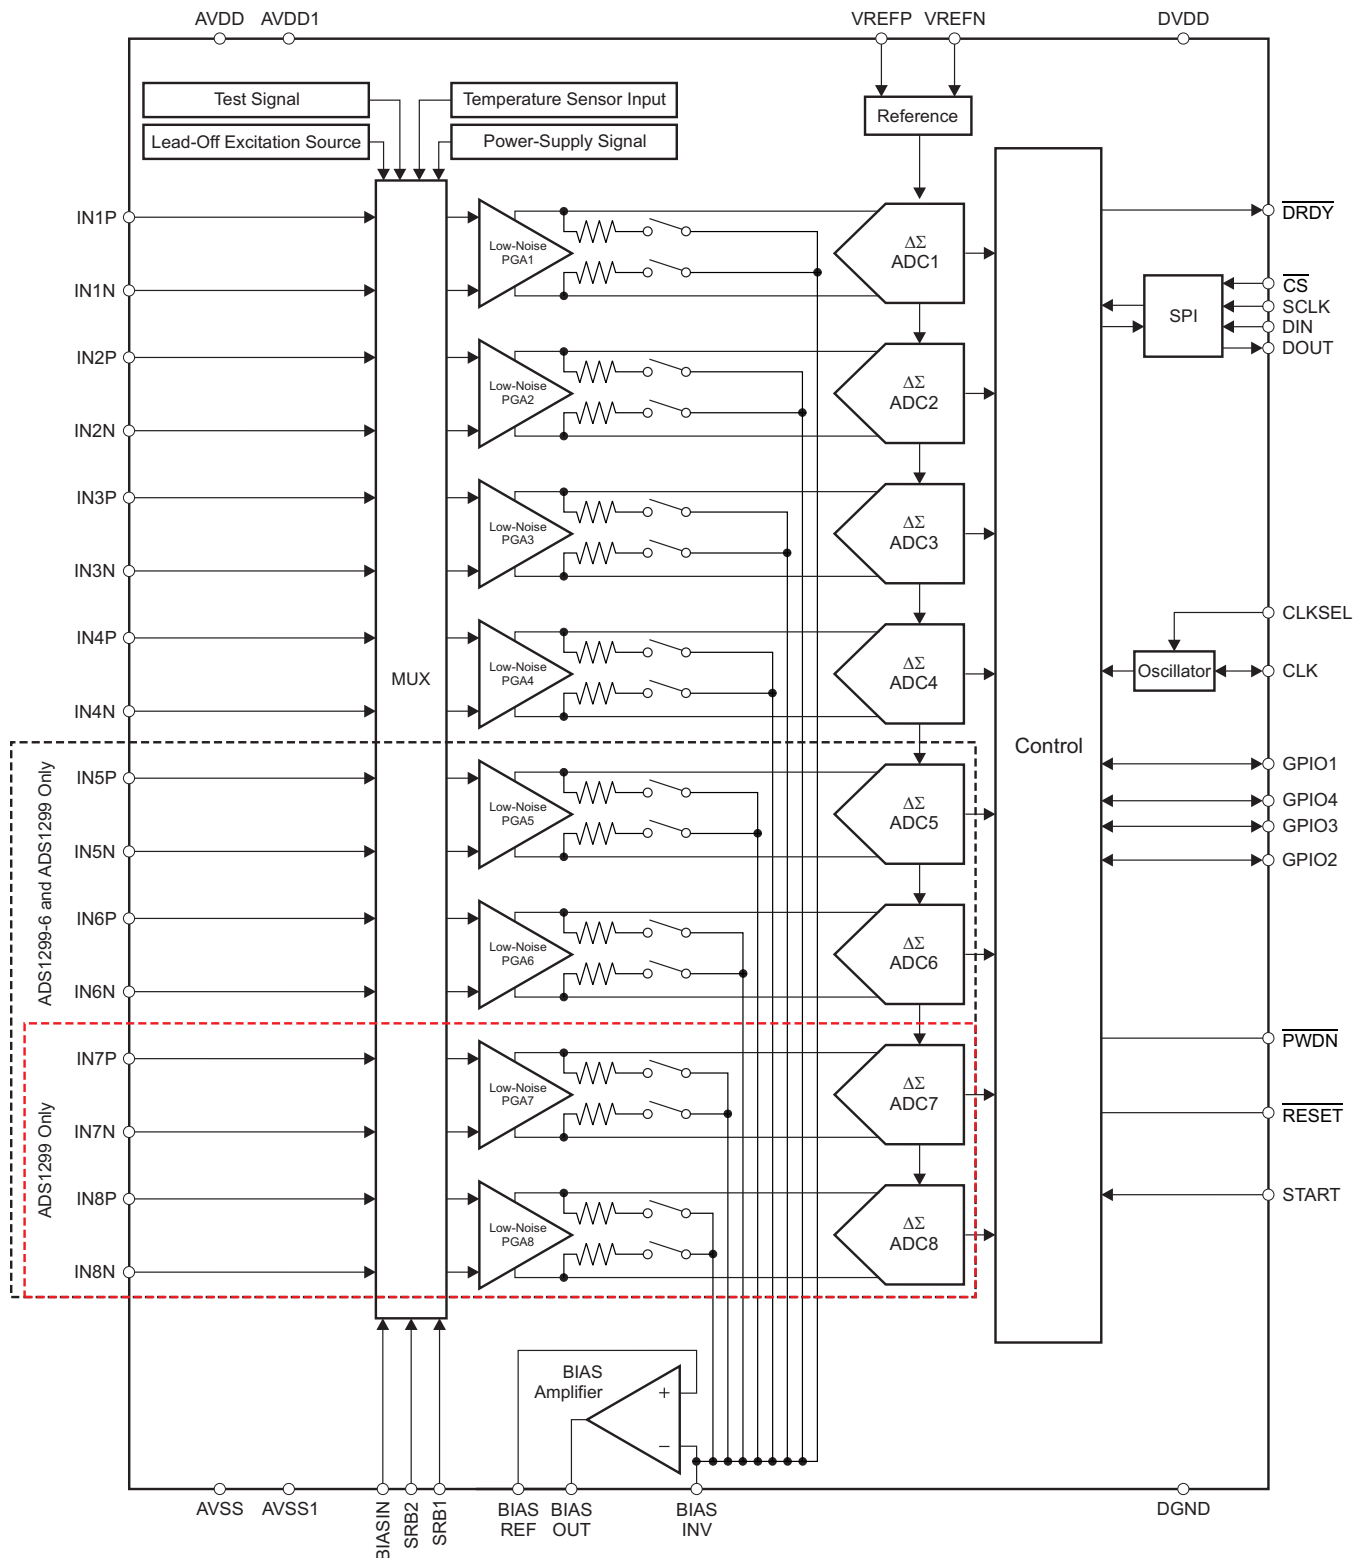 AVDD AVDD1 VREFP VREFN DVDD
Test Signal
Temperature Sensor Input
Lead-Off Excitation Source
Power-Supply Signal
Reference
IN1P
IN1N
IN2P
IN2N
IN3P
IN3N
IN4P
IN4N
IN5P
IN5N
IN6P
IN6N
IN7P
IN7N
IN8P
IN8N
ADS1299-6 and ADS1299 Only
ADS1299 Only
MUX
Low-Noise
PGA1
Low-Noise
PGA2
Low-Noise
PGA3
Low-Noise
PGA4
Low-Noise
PGA5
Low-Noise
PGA6
Low-Noise
PGA7
Low-Noise
PGA8
ΔΣ
ADC1
ΔΣ
ADC2
ΔΣ
ADC3
ΔΣ
ADC4
ΔΣ
ADC5
ΔΣ
ADC6
ΔΣ
ADC7
ΔΣ
ADC8
Control
SPI
Oscillator
DRDY
CS
SCLK
DIN
DOUT
CLKSEL
CLK
GPIO1
GPIO4
GPIO3
GPIO2
PWDN
RESET
START
BIAS
Amplifier
+
−
AVSS AVSS1
BIASIN
SRB2
SRB1
BIAS
REF
BIAS
OUT
BIAS
INV
DGND